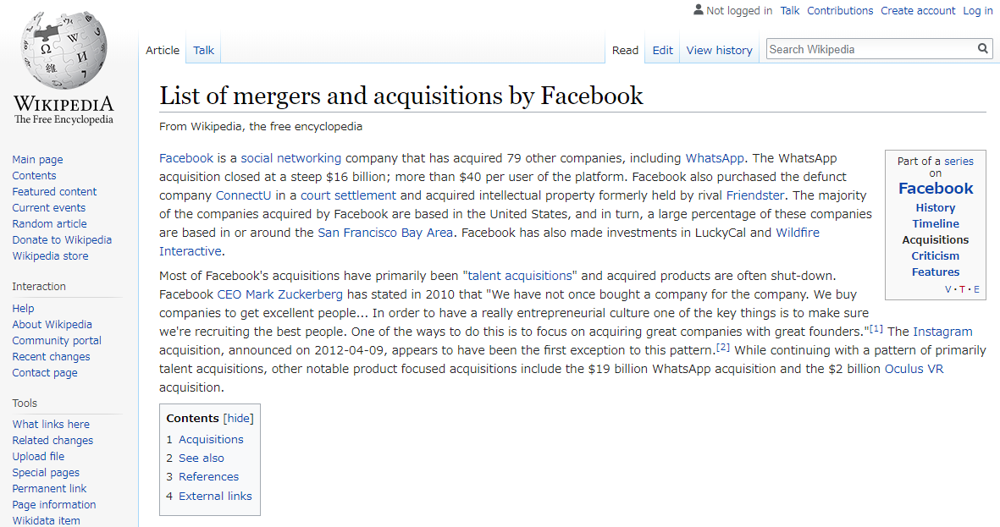 Not logged in Talk Contributions Create account Log in
Article Talk Read Edit View history Search Wikipedia
WIKIPEDIA
The Free Encyclopedia
Main page
Contents
Featured content
Current events
Random article
Donate to Wikipedia
Wikipedia store
Interaction
Help
About Wikipedia
Community portal
Recent changes
Contact page
Tools
What links here
Related changes
Upload file
Special pages
Permanent link
Page information
Wikidata item
List of mergers and acquisitions by Facebook
From Wikipedia, the free encyclopedia
Facebook is a social networking company that has acquired 79 other companies, including WhatsApp. The WhatsApp
acquisition closed at a steep $16 billion; more than $40 per user of the platform. Facebook also purchased the defunct
company ConnectU in a court settlement and acquired intellectual property formerly held by rival Friendster. The majority
of the companies acquired by Facebook are based in the United States, and in turn, a large percentage of these companies
are based in or around the San Francisco Bay Area. Facebook has also made investments in LuckyCal and Wildfire
Interactive.
Most of Facebook's acquisitions have primarily been "talent acquisitions" and acquired products are often shut-down.
Facebook CEO Mark Zuckerberg has stated in 2010 that "We have not once bought a company for the company. We buy
companies to get excellent people... In order to have a really entrepreneurial culture one of the key things is to make sure
we're recruiting the best people. One of the ways to do this is to focus on acquiring great companies with great founders."[1] The Instagram
acquisition, announced on 2012-04-09, appears to have been the first exception to this pattern.[2] While continuing with a pattern of primarily
talent acquisitions, other notable product focused acquisitions include the $19 billion WhatsApp acquisition and the $2 billion Oculus VR
acquisition.
Part of a series
on
Facebook
History
Timeline
Acquisitions
Criticism
Features
V · T · E
Contents [hide]
1 Acquisitions
2 See also
3 References
4 External links